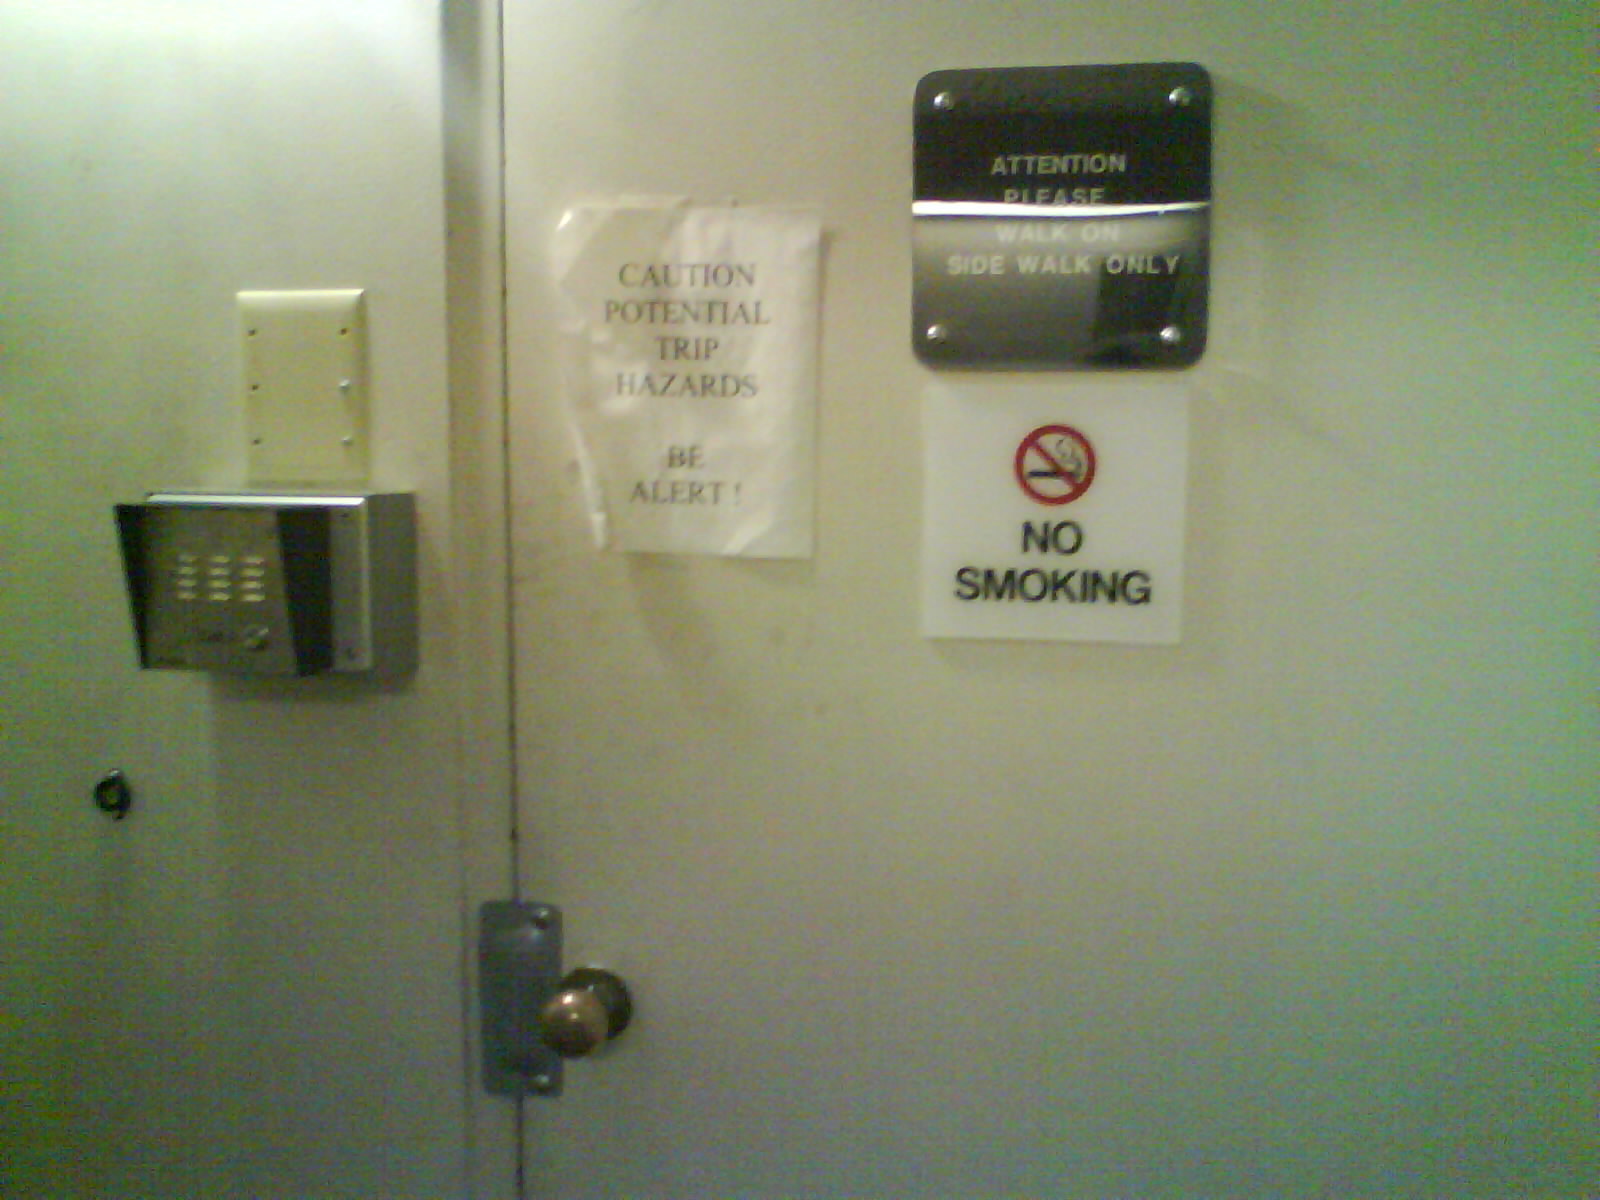 CAUTION
POTENTIAL
TRIP
HAZARDS
BE
ALERT !
ATTENTION
PLEASE
WALK ON
SIDE WALK ONLY
NO
SMOKING